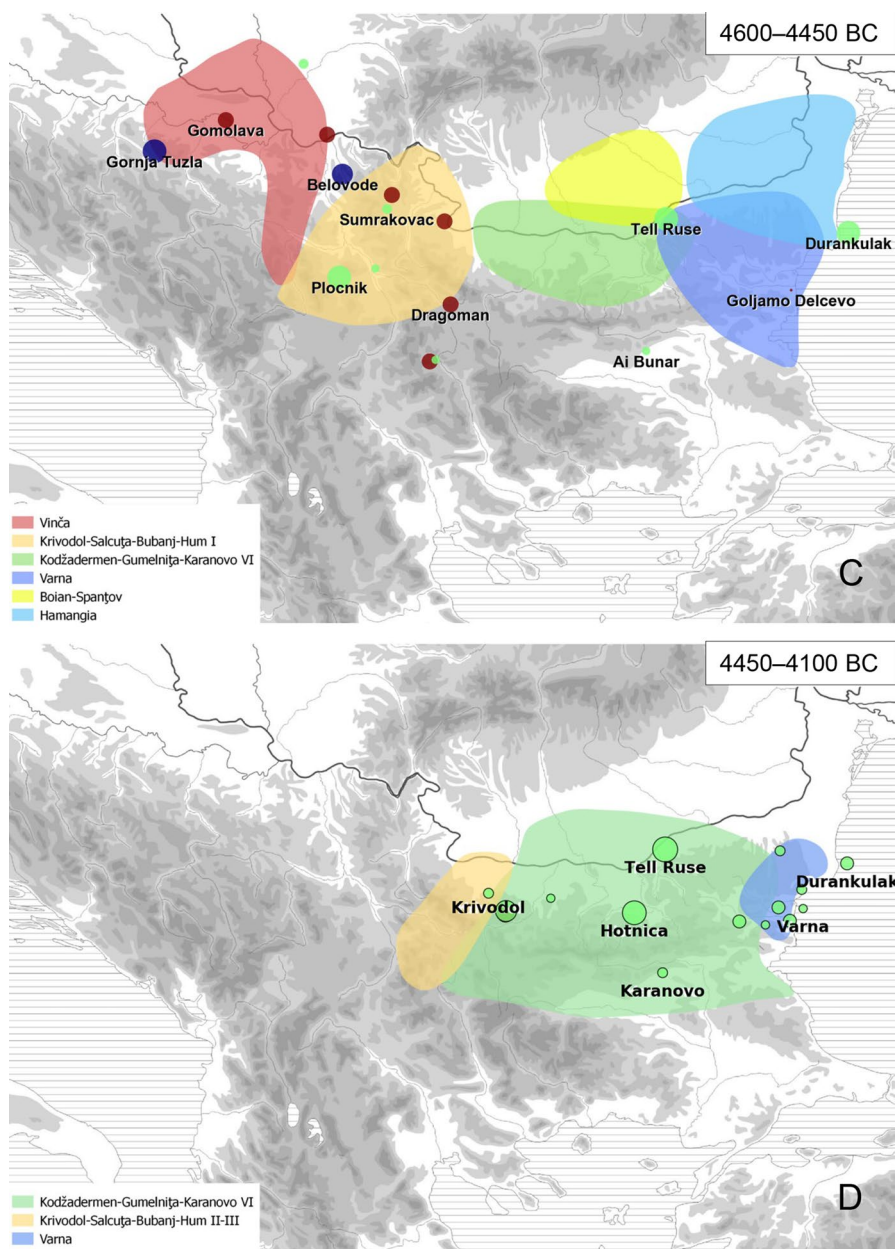 4600–4450 BC
Gomolava
Gornja Tuzla
Belovode
Sumrakovac
Tell Ruse
Durankulak
Plocnik
Goljamo Delcevo
Dragoman
Ai Bunar
Vinča
Krivodol-Salcuţa-Bubanj-Hum I
Kodžadermen-Gumelniţa-Karanovo VI
Varna
Boian-Spanţov
Hamangia
C
4450–4100 BC
Tell Ruse
Durankulak
Krivodol
Hotnica
Varna
Karanovo
Kodžadermen-Gumelniţa-Karanovo VI
Krivodol-Salcuţa-Bubanj-Hum II-III
Varna
D